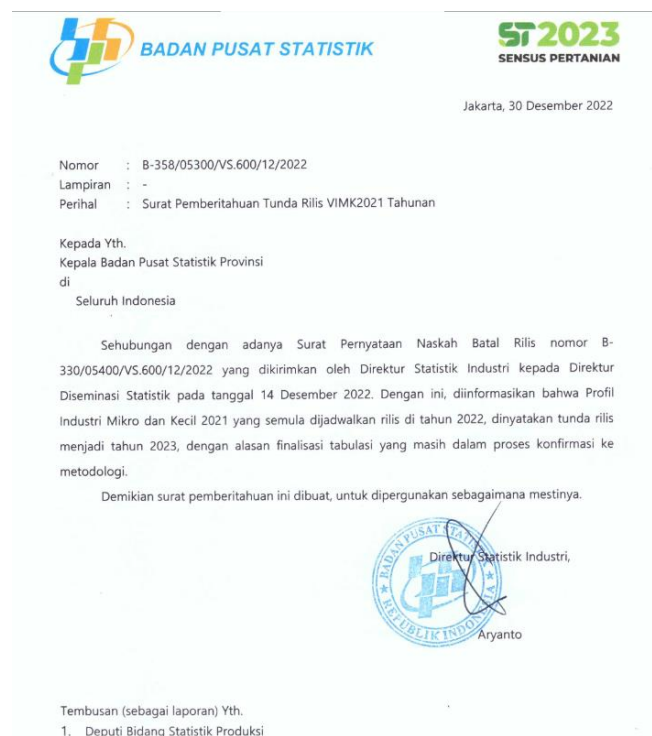 BADAN PUSAT STATISTIK
ST2023
SENSUS PERTANIAN
Jakarta, 30 Desember 2022
Nomor : B-358/05300/VS.600/12/2022
Lampiran : -
Perihal : Surat Pemberitahuan Tunda Rilis VIMK2021 Tahunan
Kepada Yth.
Kepala Badan Pusat Statistik Provinsi
di
Seluruh Indonesia
Sehubungan dengan adanya Surat Pernyataan Naskah Batal Rilis nomor B-
330/05400/VS.600/12/2022 yang dikirimkan oleh Direktur Statistik Industri kepada Direktur
Diseminasi Statistik pada tanggal 14 Desember 2022. Dengan ini, diinformasikan bahwa Profil
Industri Mikro dan Kecil 2021 yang semula dijadwalkan rilis di tahun 2022, dinyatakan tunda rilis
menjadi tahun 2023, dengan alasan finalisasi tabulasi yang masih dalam proses konfirmasi ke
metodologi.
Demikian surat pemberitahuan ini dibuat, untuk dipergunakan sebagaimana mestinya.
Direktur Statistik Industri,
BADAN PUSAT STATISTIK
REPUBLIK INDONESIA
Aryanto
Tembusan (sebagai laporan) Yth.
1. Deputi Bidang Statistik Produksi